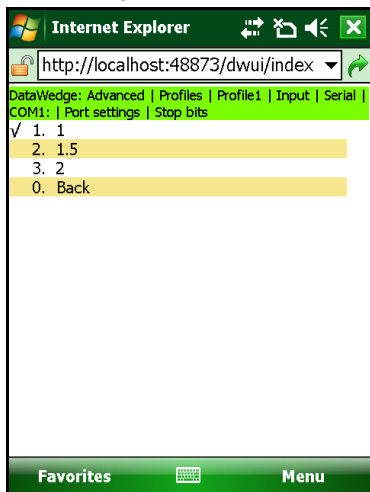 Internet Explorer
http://localhost:48873/dwui/index
DataWedge: Advanced | Profiles | Profile1 | Input | Serial |
COM1: | Port settings | Stop bits
√ 1. 1
2. 1.5
3. 2
0. Back
Favorites Menu